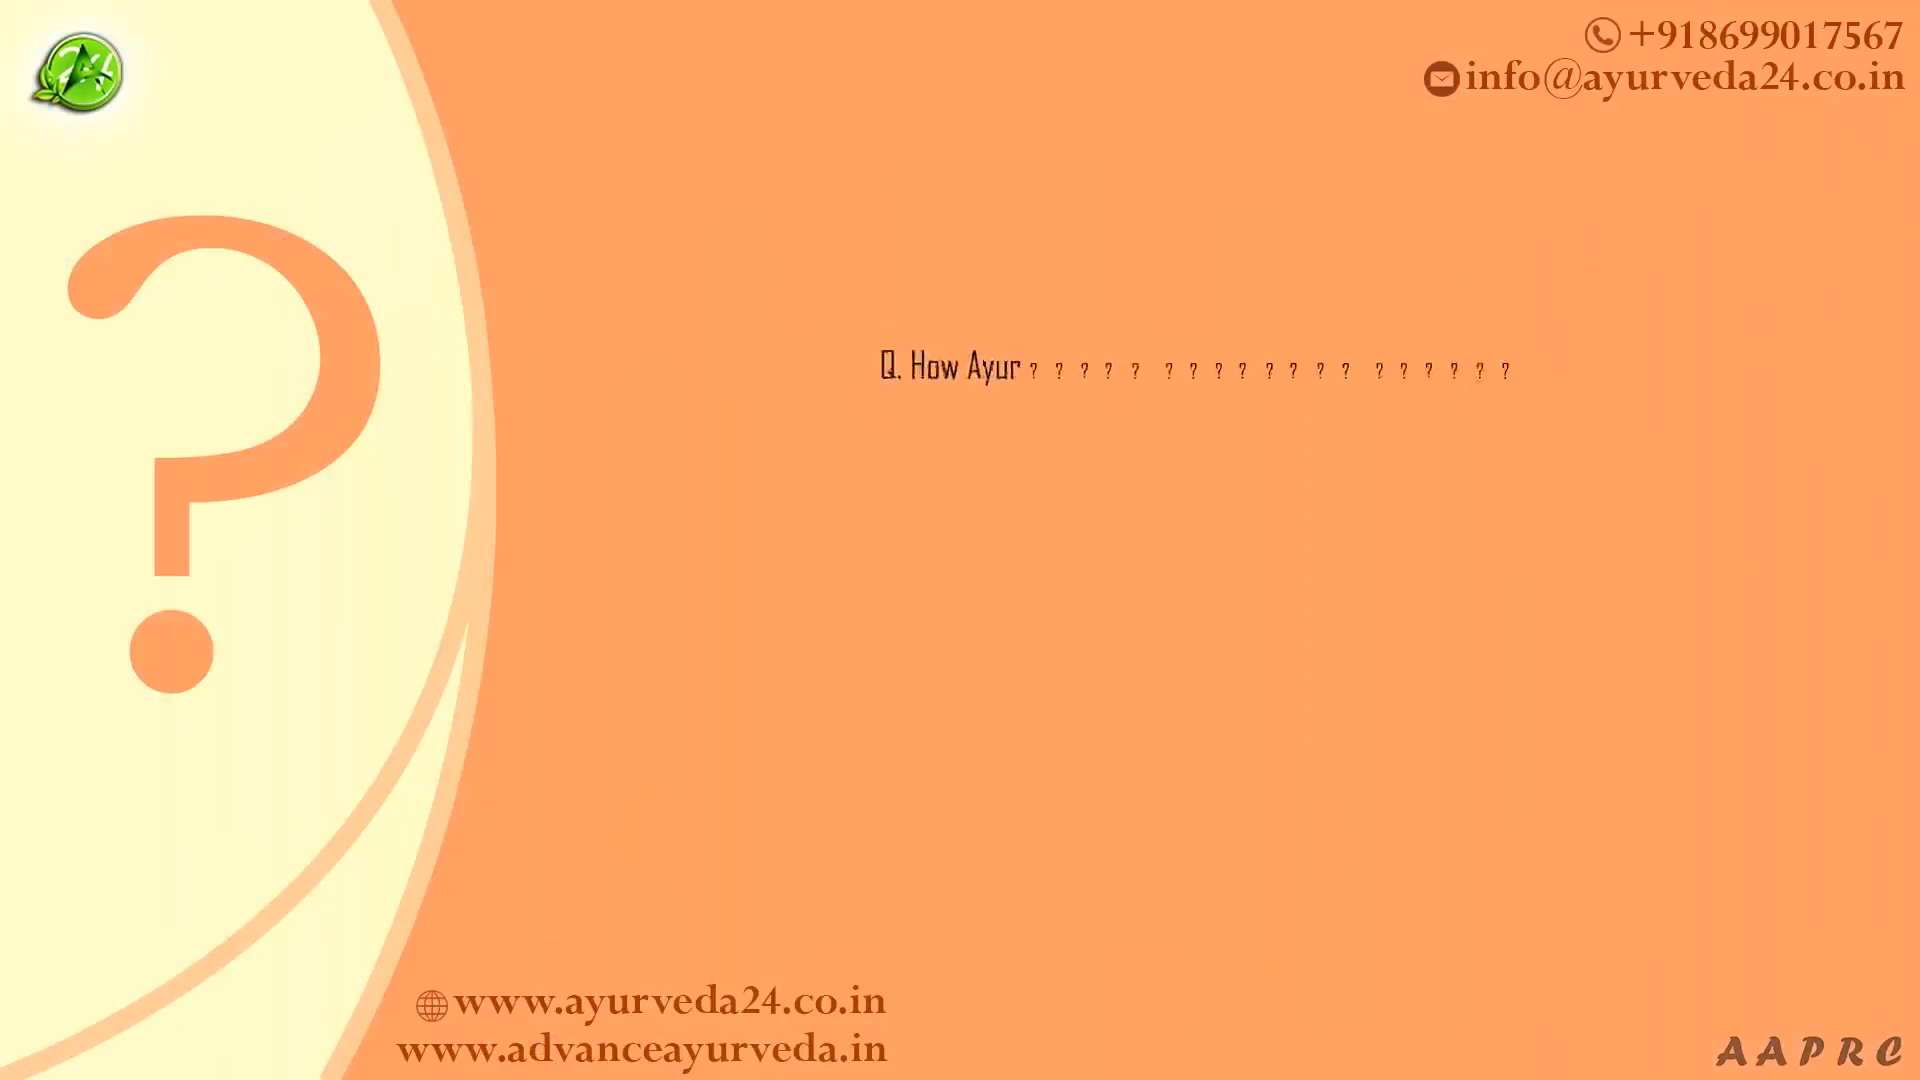 +918699017567
info@ayurveda24.co.in
Q. How Ayur ? ? ? ? ? ? ? ? ? ? ? ? ? ? ? ? ? ? ?
?
www.ayurveda24.co.in
www.advanceayurveda.in
AAPRC